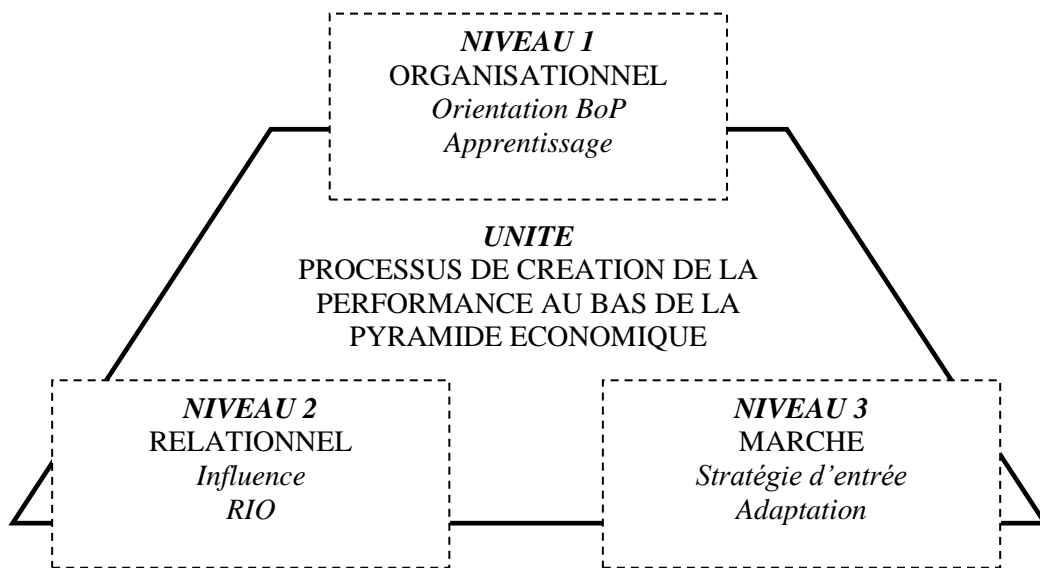 NIVEAU 1
ORGANISATIONNEL
Orientation BoP
Apprentissage
UNITE
PROCESSUS DE CREATION DE LA
PERFORMANCE AU BAS DE LA
PYRAMIDE ECONOMIQUE
NIVEAU 2
RELATIONNEL
Influence
RIO
NIVEAU 3
MARCHE
Stratégie d'entrée
Adaptation